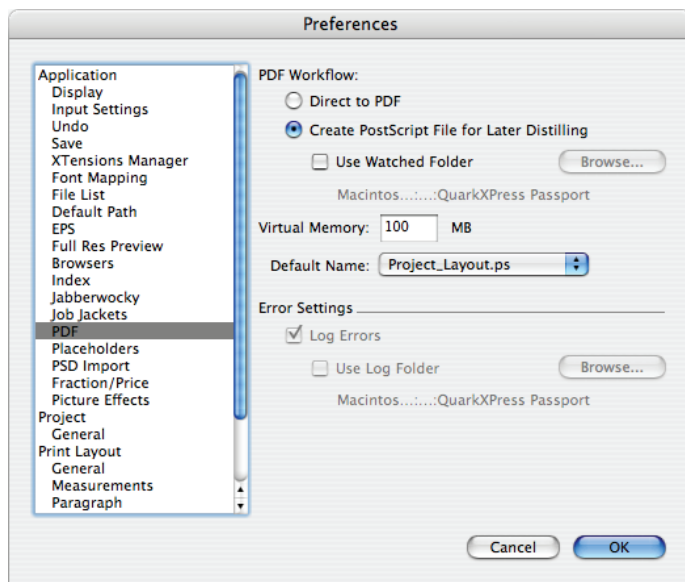 Preferences
Application
Display
Input Settings
Undo
Save
XTensions Manager
Font Mapping
File List
Default Path
EPS
Full Res Preview
Browsers
Index
Jabberwocky
Job Jackets
PDF
Placeholders
PSD Import
Fraction/Price
Picture Effects
Project
General
Print Layout
General
Measurements
Paragraph
PDF Workflow:
Direct to PDF
Create PostScript File for Later Distilling
Use Watched Folder Browse...
Macintos...:...:QuarkXPress Passport
Virtual Memory: 100 MB
Default Name: Project_Layout.ps
Error Settings
Log Errors
Use Log Folder Browse...
Macintos...:...:QuarkXPress Passport
Cancel OK